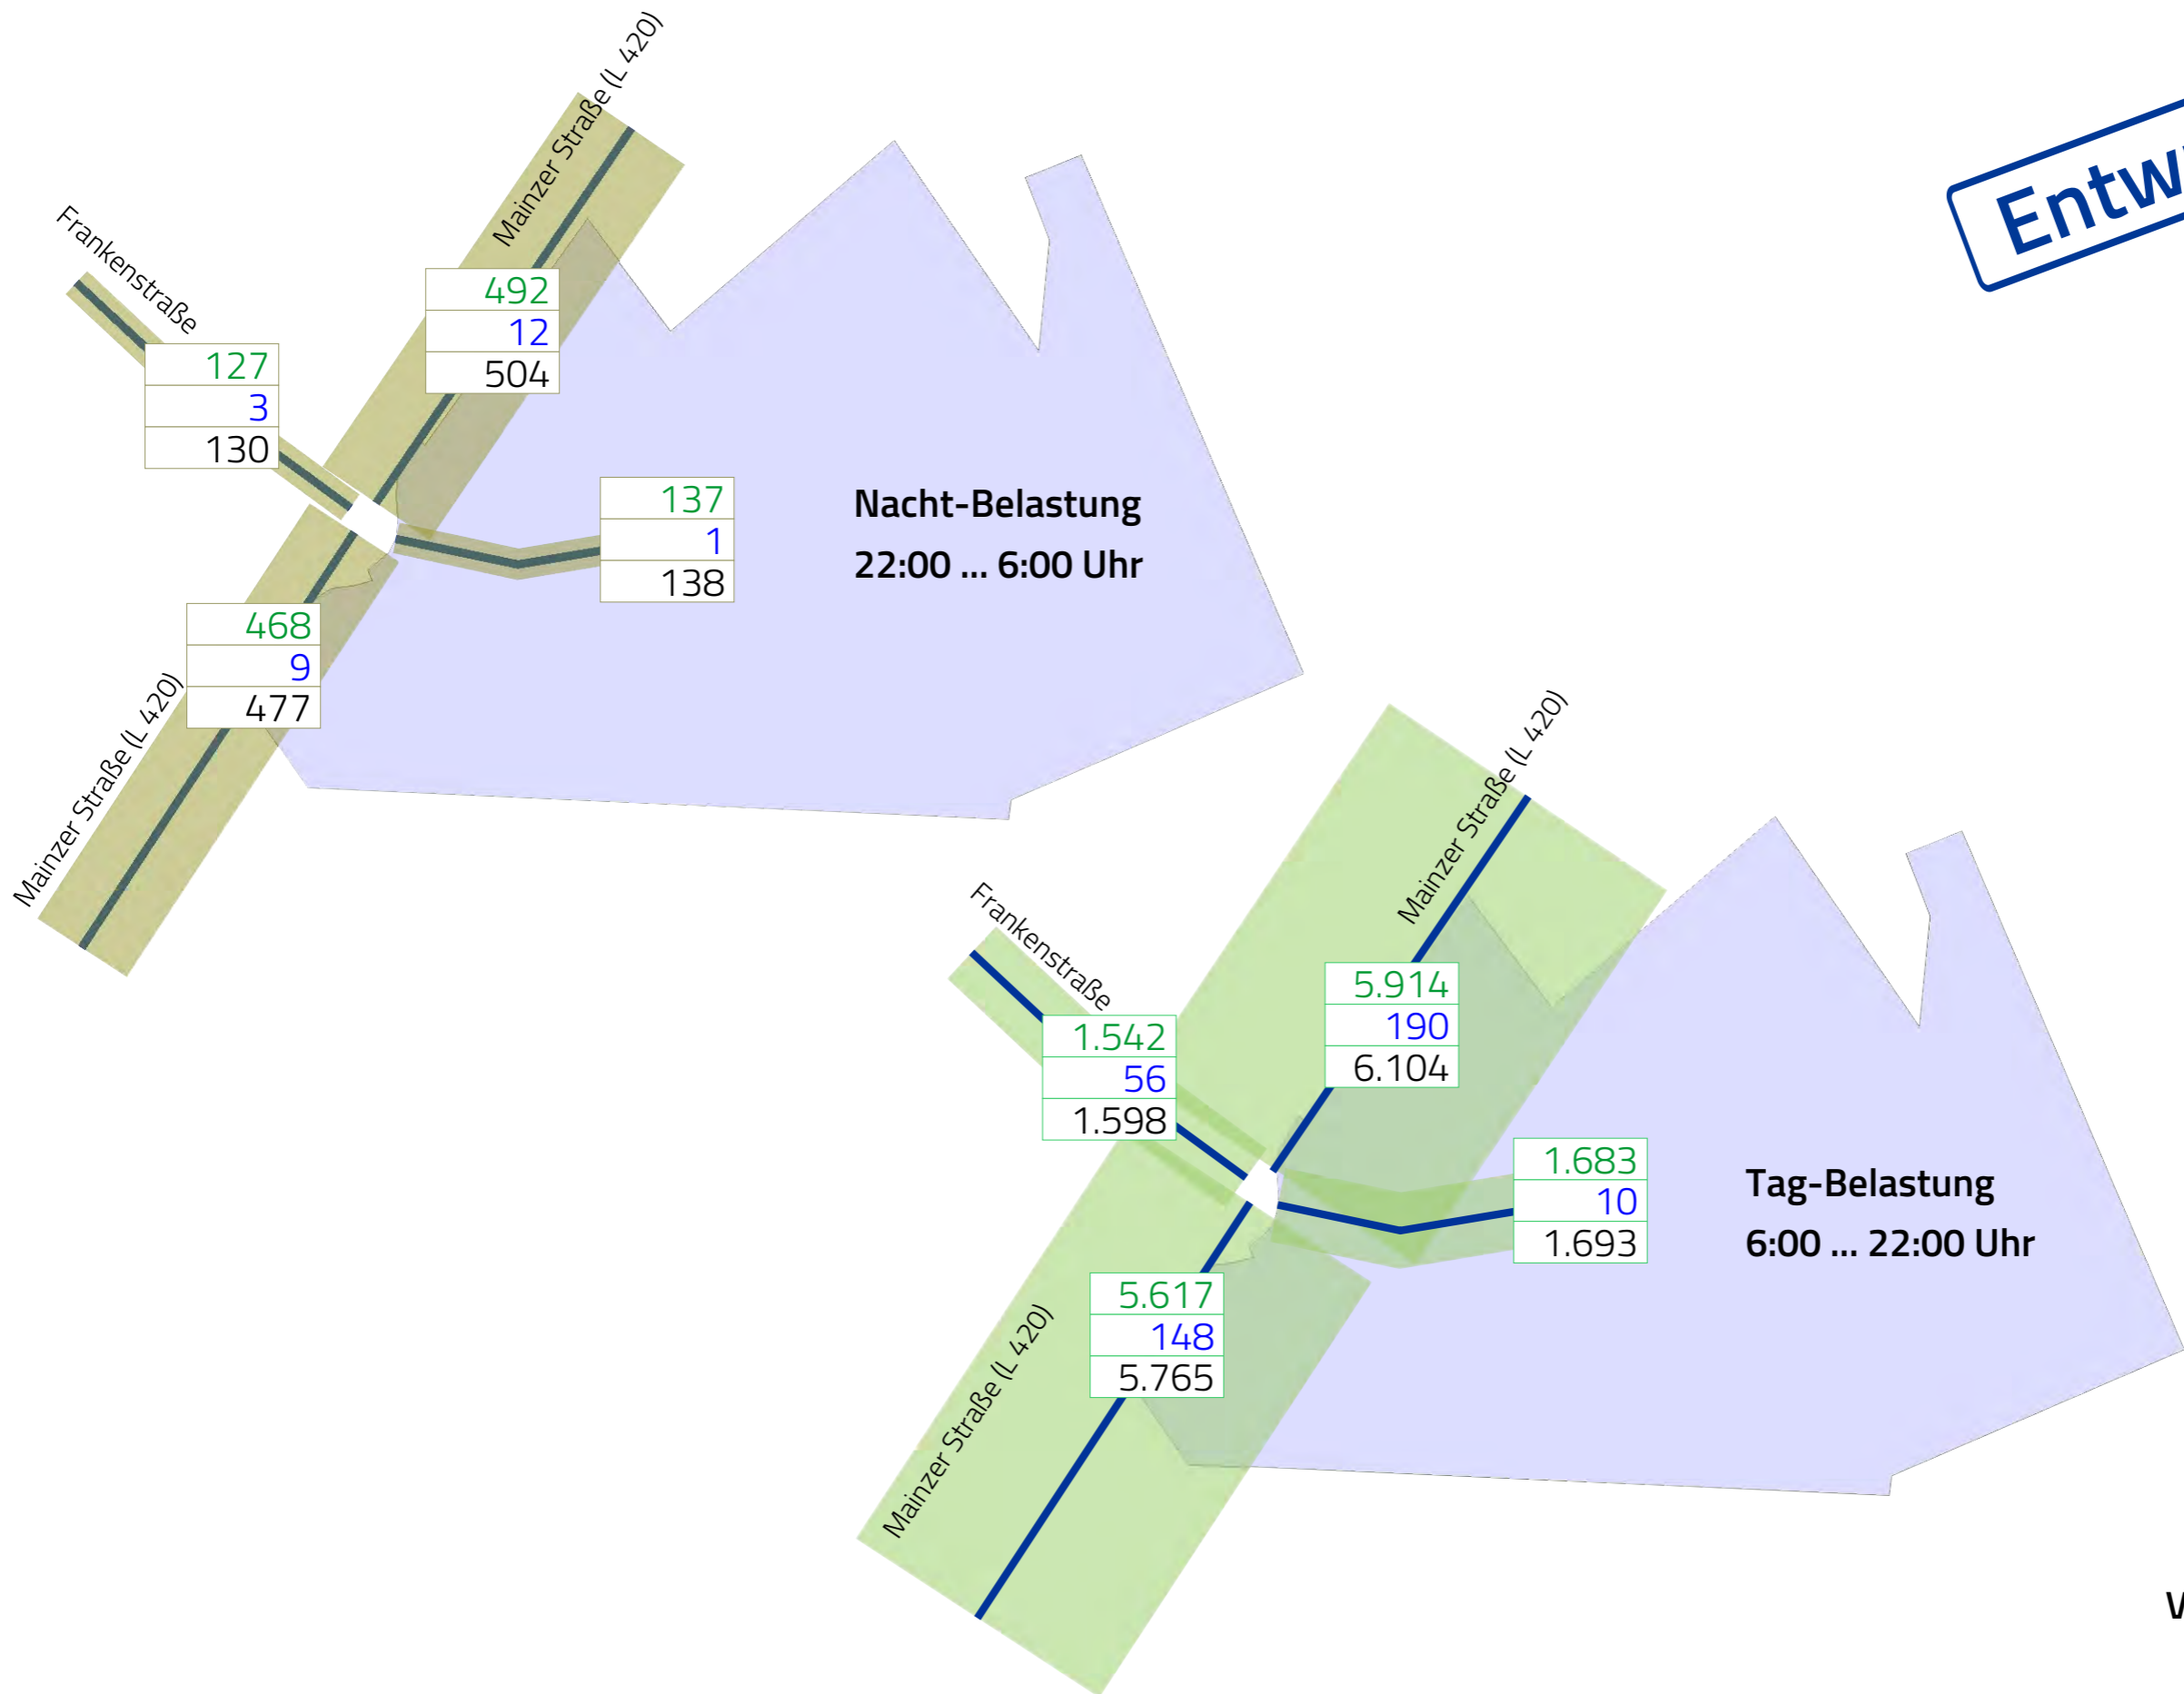 Mainzer Straße (L 420)
Frankenstraße
492
12
504
127
3
130
137
1
138
Nacht-Belastung
22:00 ... 6:00 Uhr
468
9
477
Mainzer Straße (L 420)
Mainzer Straße (L 420)
Frankenstraße
5.914
190
6.104
1.542
56
1.598
1.683
10
1.693
Tag-Belastung
6:00 ... 22:00 Uhr
5.617
148
5.765
Mainzer Straße (L 420)